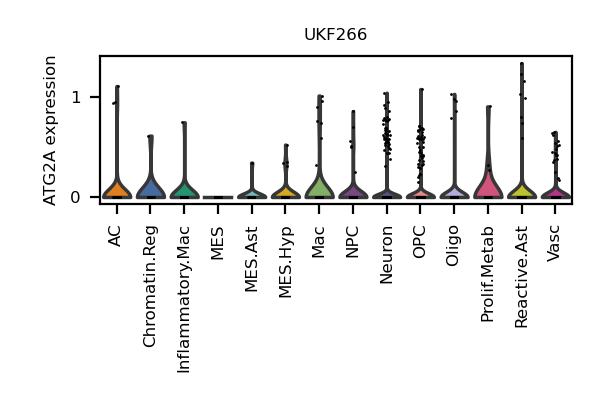 UKF266
ATG2A expression
1
0
AC
Chromatin.Reg
Inflammatory.Mac
MES
MES.Ast
MES.Hyp
Mac
NPC
Neuron
OPC
Oligo
Prolif.Metab
Reactive.Ast
Vasc